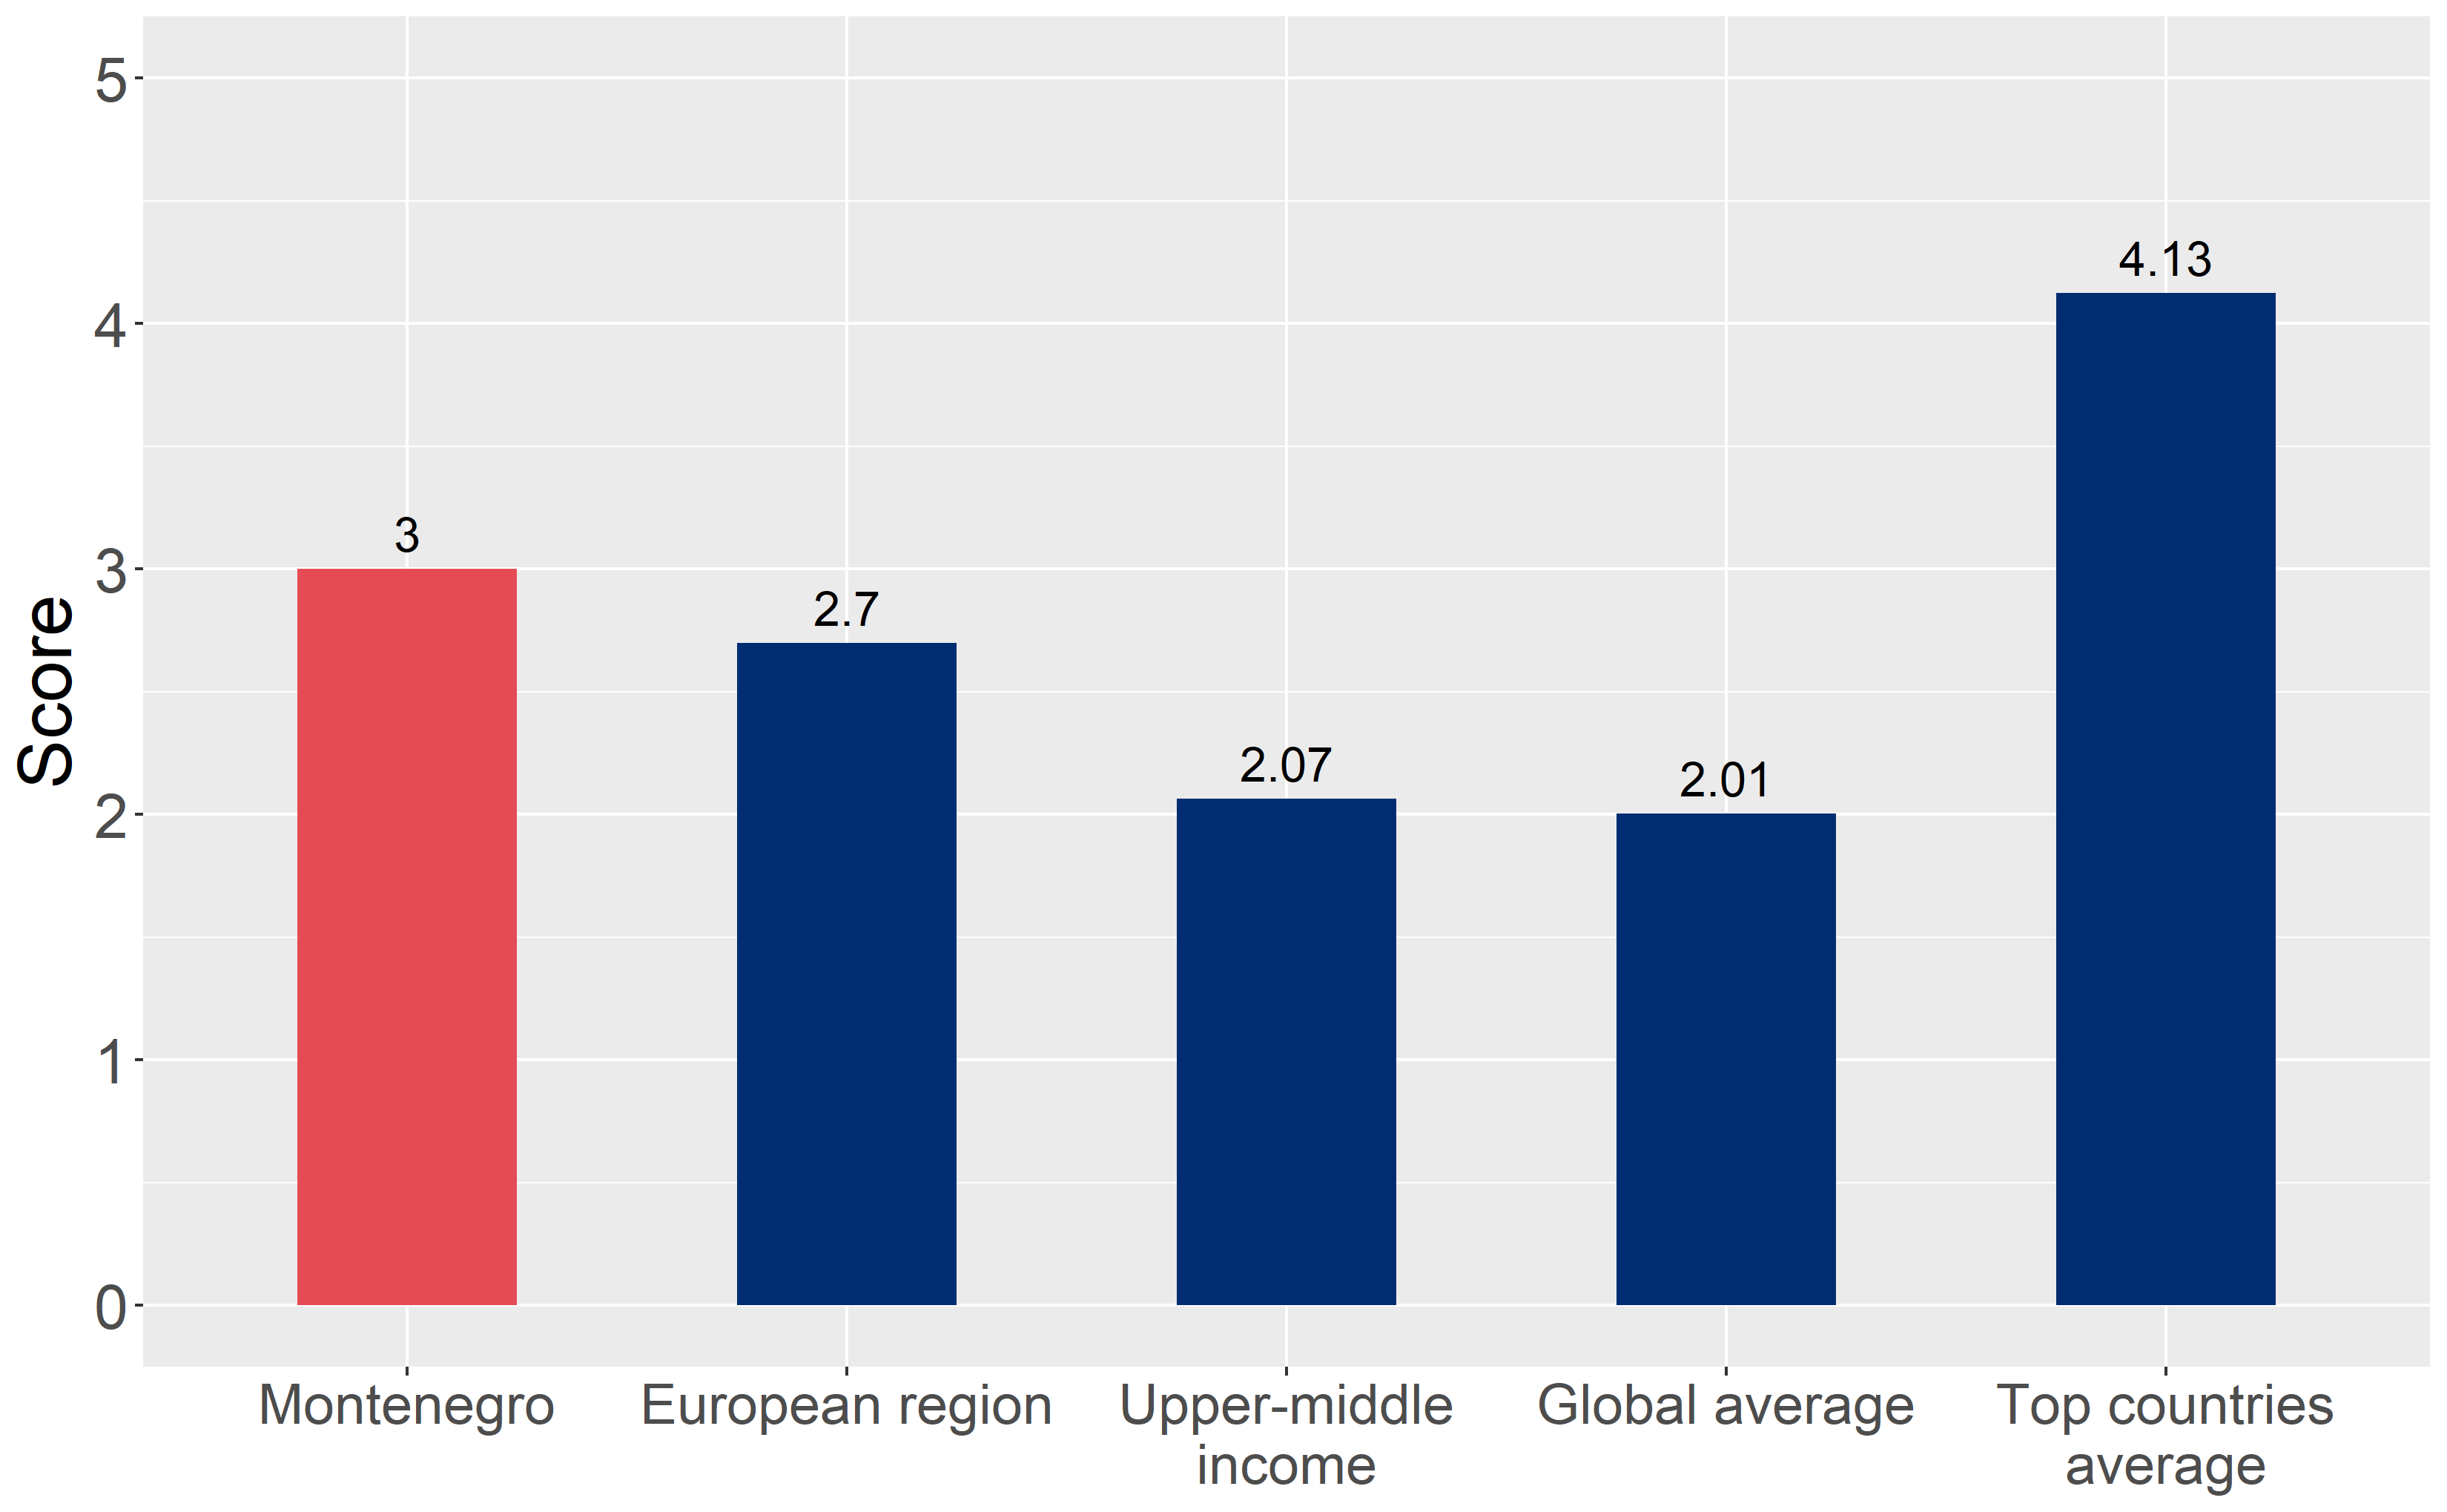 Score
5
4
3
2
1
0
3
2.7
2.07
2.01
4.13
Montenegro
European region
Upper-middle
income
Global average
Top countries
average